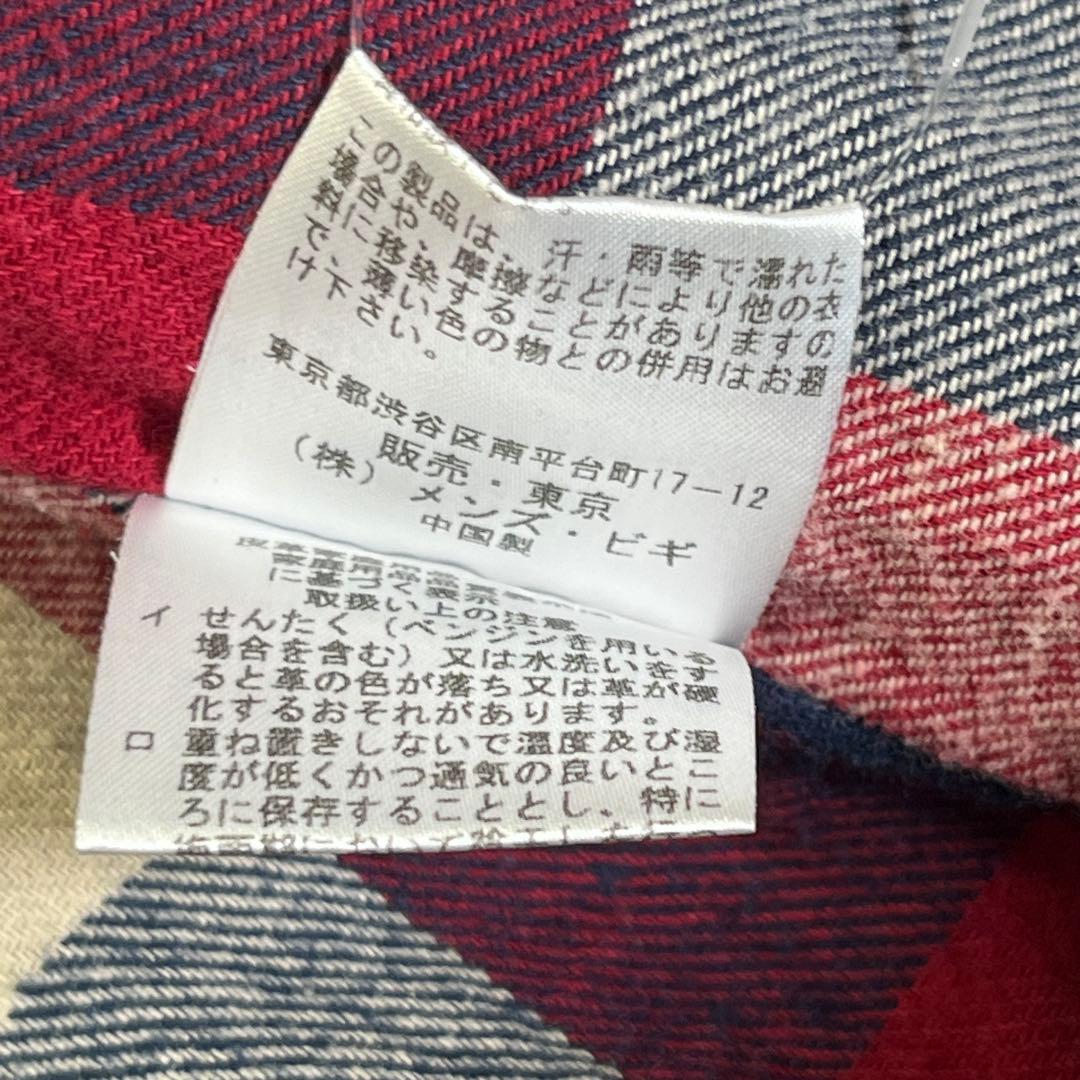 この製品は、汗・雨等で濡れた
場合や、摩擦などにより他の衣
料に移染することがありますの
で、薄い色の物との併用はお避
け下さい。
東京都渋谷区南平台町17-12
販売・東京
(株)メンズ・ビギ
中国製
に基づく表示
取扱い上の注意
イ せんたく(ベンジンを用いる
場合を含む)又は水洗いをす
ると革の色が落ち又は革が硬
化するおそれがあります。
ロ 重ね置きしないで温度及び湿
度が低くかつ通気の良いとこ
ろに保存することとし、特に